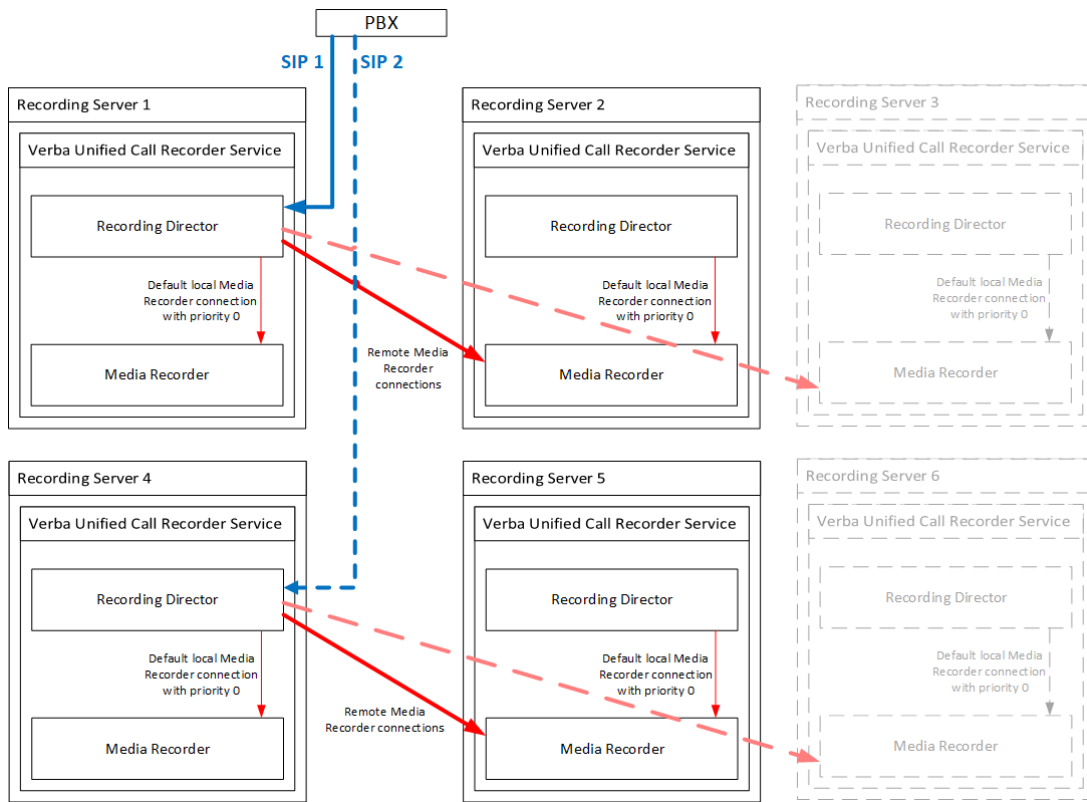 PBX
SIP 1
SIP 2
Recording Server 1
Verba Unified Call Recorder Service
Recording Director
Default local Media
Recorder connection
with priority 0
Media Recorder
Remote Media
Recorder
connections
Recording Server 2
Verba Unified Call Recorder Service
Recording Director
Default local Media
Recorder connection
with priority 0
Media Recorder
Recording Server 3
Verba Unified Call Recorder Service
Recording Director
Default local Media
Recorder connection
with priority 0
Media Recorder
Recording Server 4
Verba Unified Call Recorder Service
Recording Director
Default local Media
Recorder connection
with priority 0
Media Recorder
Remote Media
Recorder connections
Recording Server 5
Verba Unified Call Recorder Service
Recording Director
Default local Media
Recorder connection
with priority 0
Media Recorder
Recording Server 6
Verba Unified Call Recorder Service
Recording Director
Default local Media
Recorder connection
with priority 0
Media Recorder